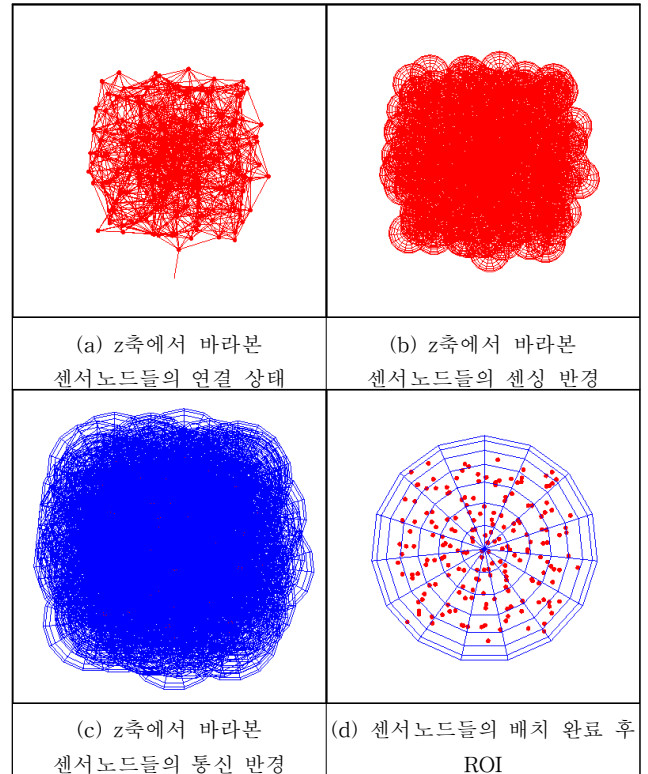 (a) z축에서 바라본
센서노드들의 연결 상태
(b) z축에서 바라본
센서노드들의 센싱 반경
(c) z축에서 바라본
센서노드들의 통신 반경
(d) 센서노드들의 배치 완료 후
ROI